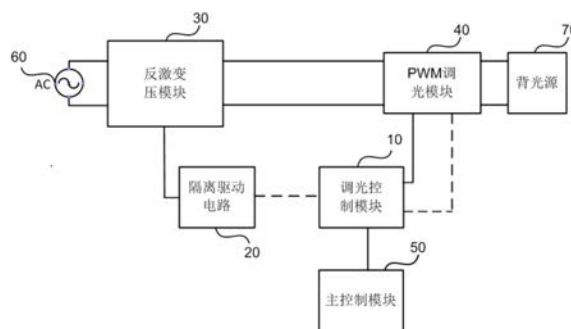 30
40
70
60
AC
反激变
压模块
PWM调
光模块
背光源
10
隔离驱动
电路
调光控
制模块
20
50
主控制模块